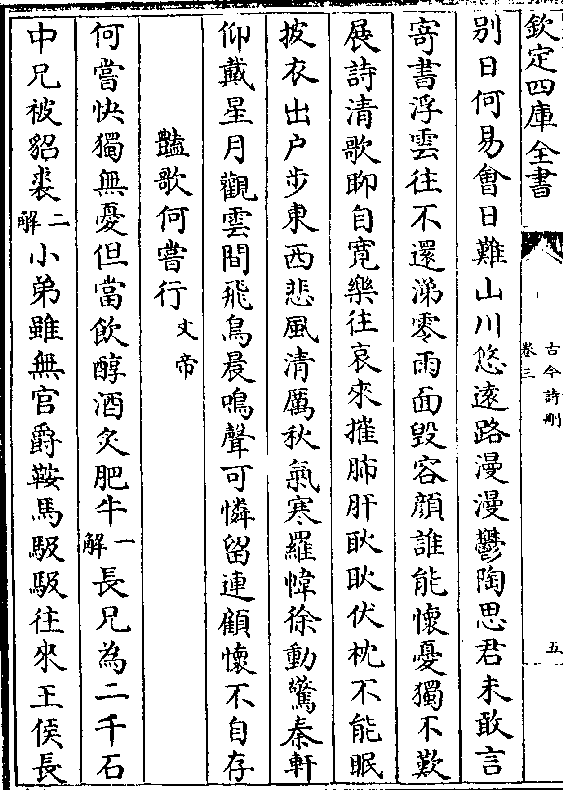 欽定四庫全書
古今詩刪
卷三
五
別日何易會日難山川悠遠路漫漫鬱陶思君未敢言
寄書浮雲往不還涕零雨面毀容顔誰能懷憂獨不歎
展詩清歌聊自寛樂往哀來摧肺肝耿耿伏枕不能眠
披衣出户步東西悲風清厲秋氣寒羅幃徐動驚秦軒
仰戴星月觀雲間飛鳥晨鳴聲可憐留連顧懷不自存
豔歌何嘗行文帝
何嘗快獨無憂但當飲醇酒炙肥牛一解長兄為二千石
中兄被貂裘二解小弟雖無官爵鞍馬馺馺往來王侯長